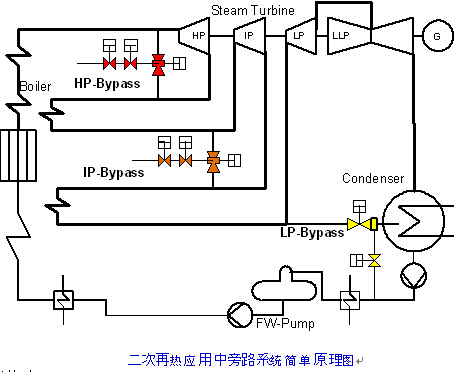 Steam Turbine
HP
IP
LP
LLP
G
Boiler
HP-Bypass
IP-Bypass
Condenser
LP-Bypass
FW-Pump
二次再热应用中旁路系统简单原理图